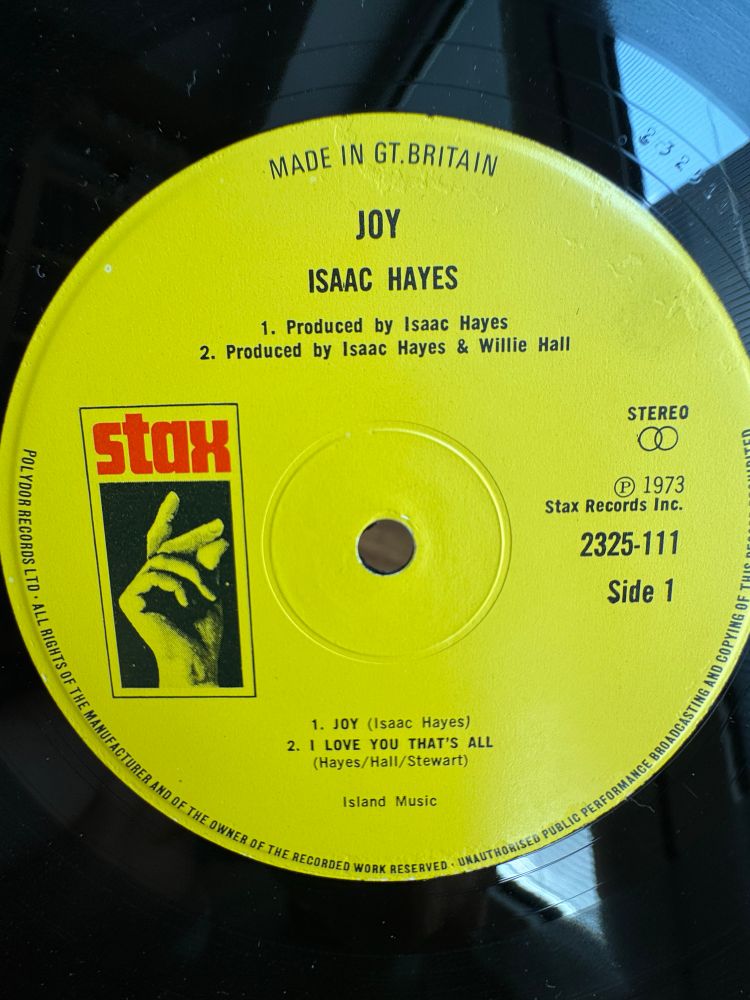 MADE IN GT.BRITAIN
JOY
ISAAC HAYES
1. Produced by Isaac Hayes
2. Produced by Isaac Hayes & Willie Hall
stax
STEREO
℗ 1973
Stax Records Inc.
2325-111
Side 1
1. JOY (Isaac Hayes)
2. I LOVE YOU THAT'S ALL
(Hayes/Hall/Stewart)
Island Music
POLYDOR RECORDS LTD · ALL RIGHTS OF THE MANUFACTURER AND OF THE OWNER OF THE RECORDED WORK RESERVED · UNAUTHORISED PUBLIC PERFORMANCE BROADCASTING AND COPYING OF THIS